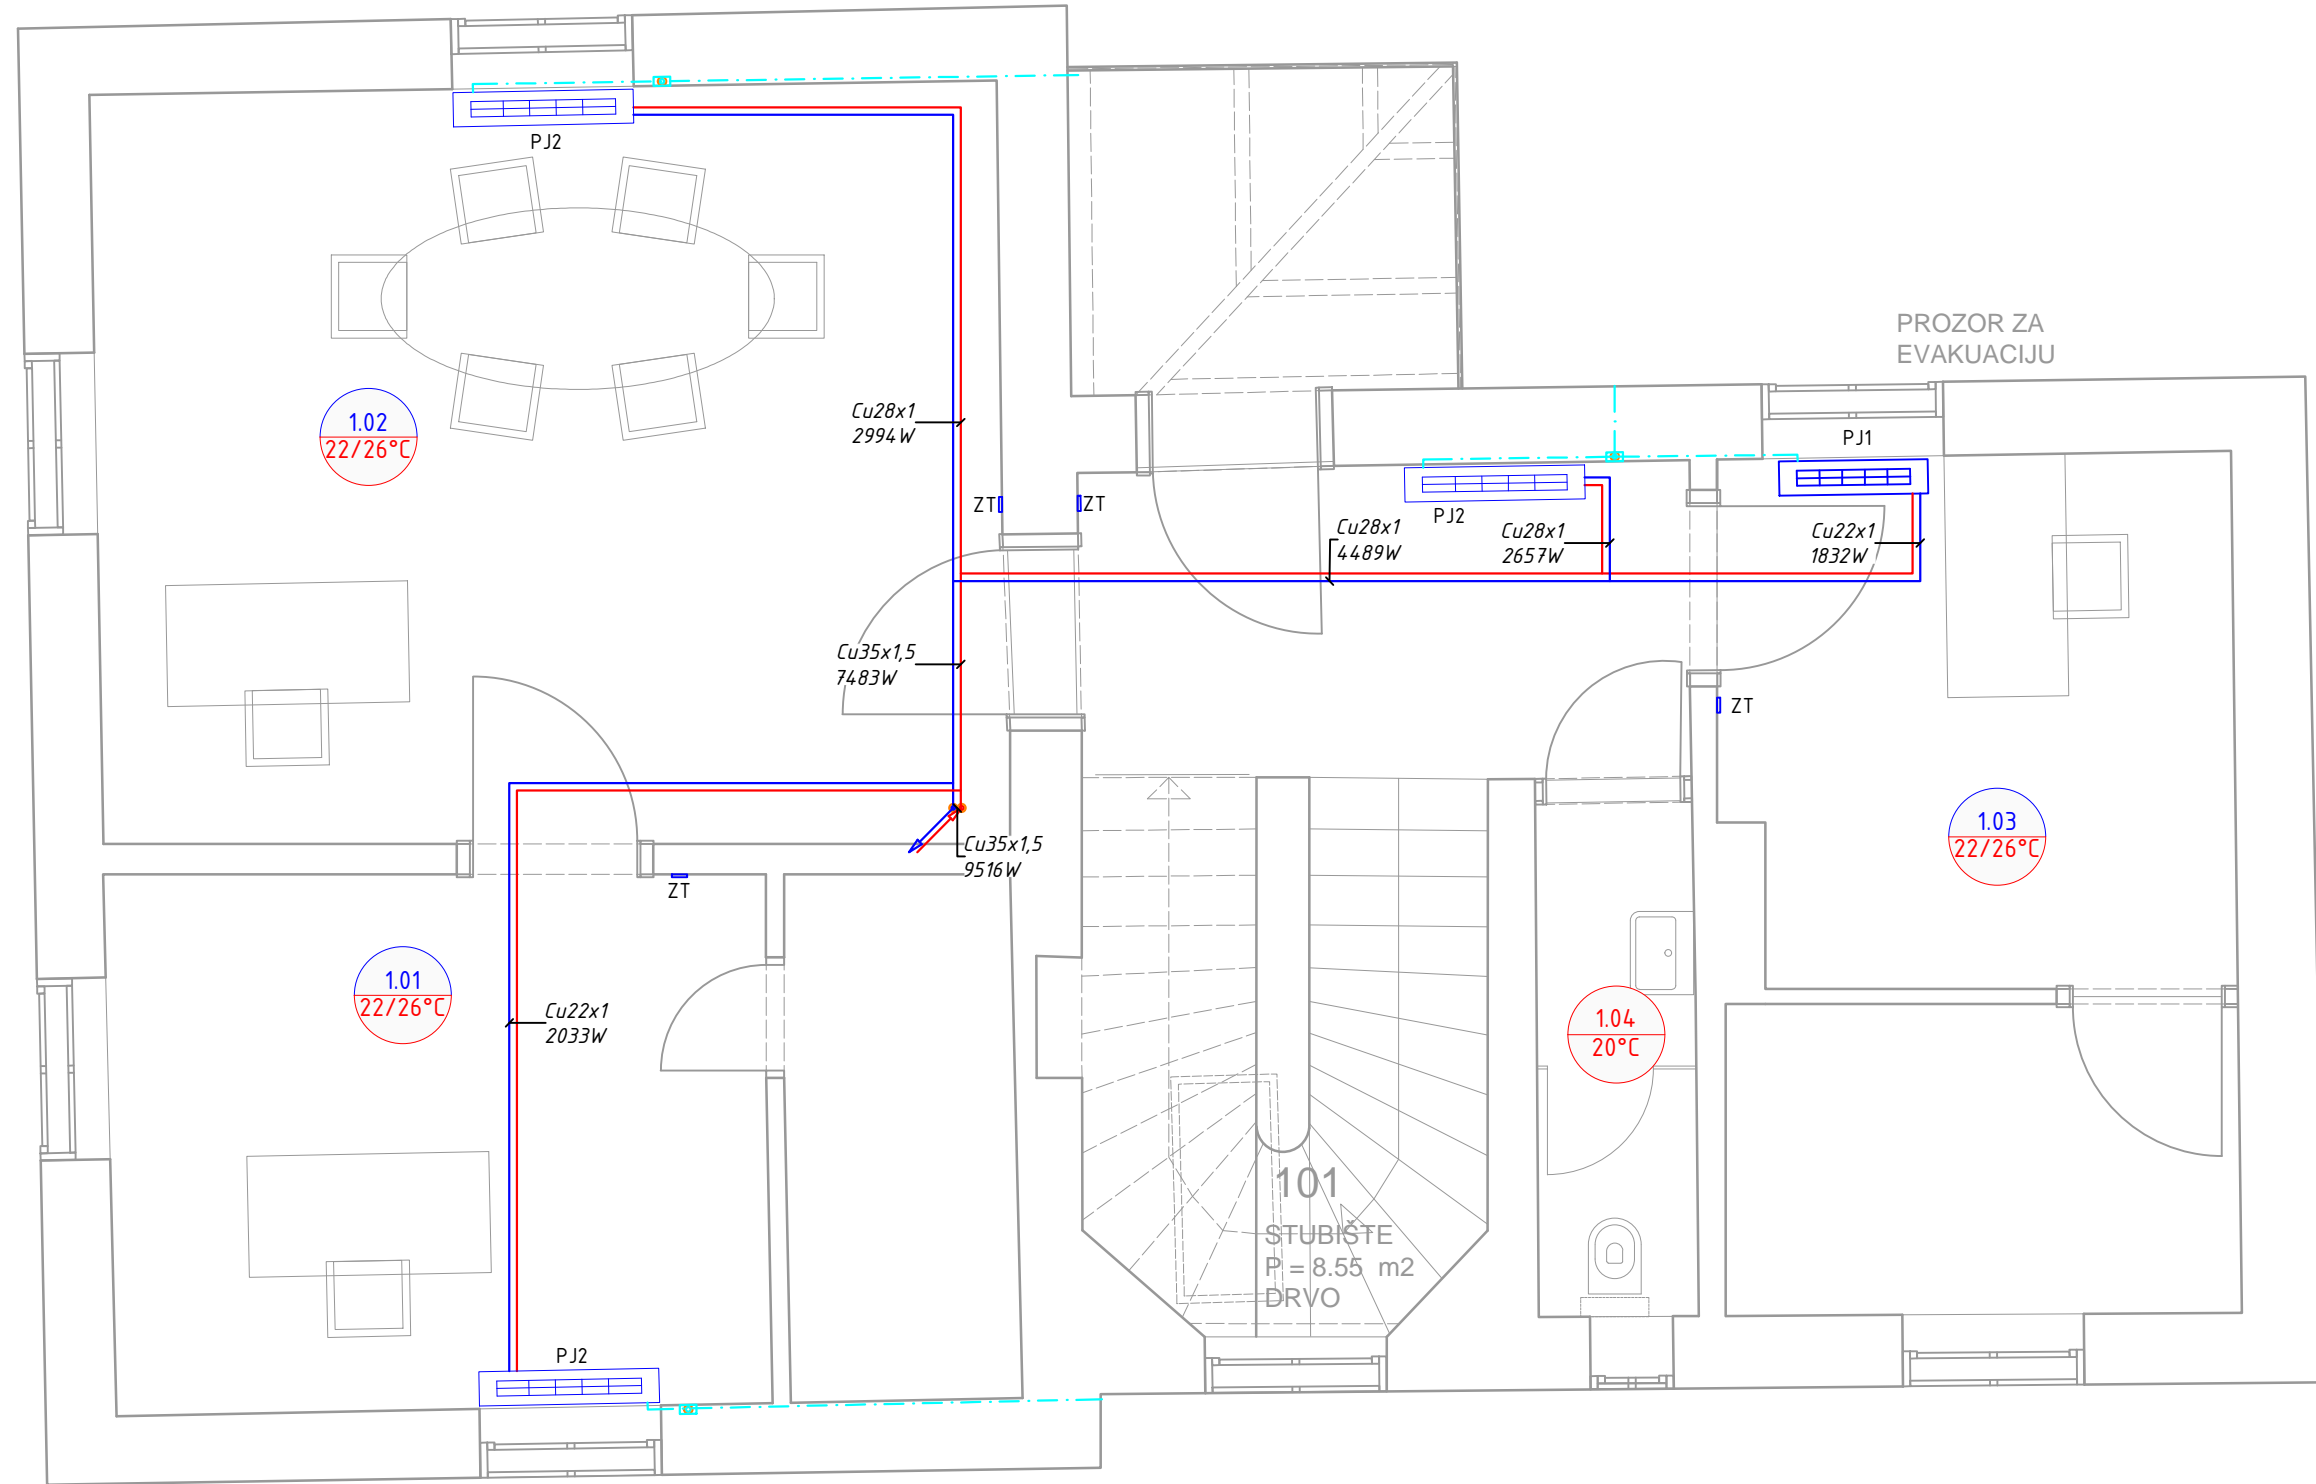 PJ2
PROZOR ZA
EVAKUACIJU
1.02
22/26°C
Cu28x1
2994W
PJ1
ZT
ZT
PJ2
Cu28x1
4489W
Cu28x1
2657W
Cu22x1
1832W
Cu35x1,5
7483W
ZT
Cu35x1,5
9516W
1.03
22/26°C
ZT
1.01
22/26°C
Cu22x1
2033W
1.04
20°C
101
STUBIŠTE
P = 8.55 m2
DRVO
PJ2